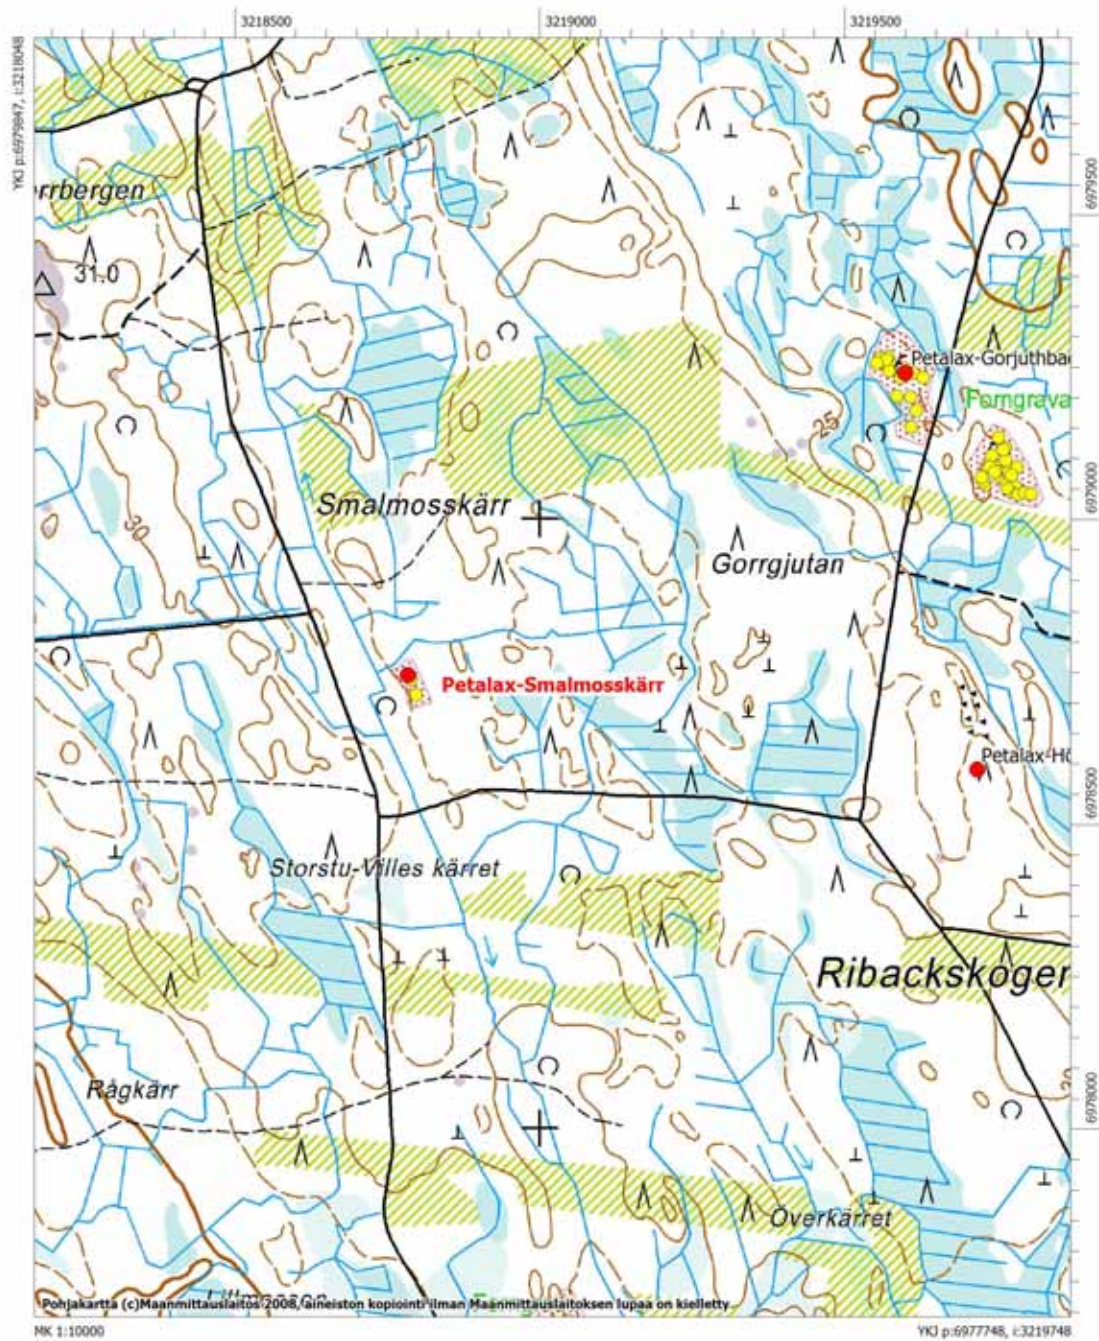 3218500
3219000
3219500
YKJ p:6979847, i:3218048
rrbergen
31.0
6979500
Petalax-Gorjuthba
25
Forngrava
Smalmosskärr
6979000
30
Gorrgjutan
Petalax-Smalmosskärr
Petalax-Hö
6978500
Storstu-Villes kärret
Ribackskogen
Rågkärr
6978000
Överkärret
Pohjakartta (c)Maanmittauslaitos 2008, aineiston kopiointi ilman Maanmittauslaitoksen lupaa on kielletty.
MK 1:10000
YKJ p:6977748, i:3219748